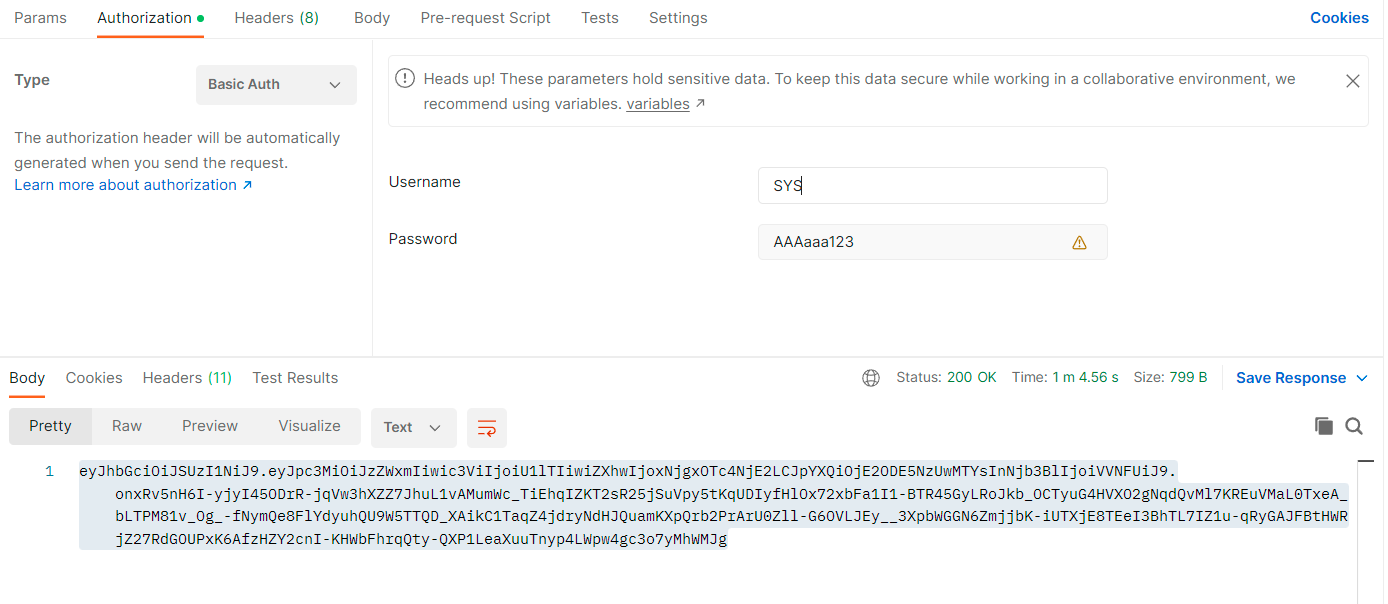 Params Authorization Headers (8) Body Pre-request Script Tests Settings Cookies
Type Basic Auth
The authorization header will be automatically
generated when you send the request.
Learn more about authorization ↗
Heads up! These parameters hold sensitive data. To keep this data secure while working in a collaborative environment, we
recommend using variables. variables ↗
Username SYS
Password AAAaaa123
Body Cookies Headers (11) Test Results Status: 200 OK Time: 1 m 4.56 s Size: 799 B Save Response
Pretty Raw Preview Visualize Text
1 eyJhbGciOiJSUzI1NiJ9.eyJpc3MiOiJzZWxmIiwic3ViIjoiU1lTIiwiZXhwIjoxNjgxOTc4NjE2LCJpYXQiOjE2ODE5NzUwMTYsInNjb3BlIjoiVVNFUiJ9.
onxRv5nH6I-yjyI45ODrR-jqVw3hXZZ7JhuL1vAMumWc_TiEhqIZKT2sR25jSuVpy5tKqUDIyfHlOx72xbFa1I1-BTR45GyLRoJkb_OCTyuG4HVXO2gNqdQvMl7KREuVMaL0TxeA_
bLTPM81v_Og_-fNymQe8FlYdyuhQU9W5TTQD_XAikC1TaqZ4jdryNdHJQuamKXpQrb2PrArU0Zll-G6OVLJEy__3XpbWGGN6ZmjjbK-iUTXjE8TEeI3BhTL7IZ1u-qRyGAJFBtHWR
jZ27RdGOUPxK6AfzHZY2cnI-KHWbFhrqQty-QXP1LeaXuuTnyp4LWpw4gc3o7yMhWMJg